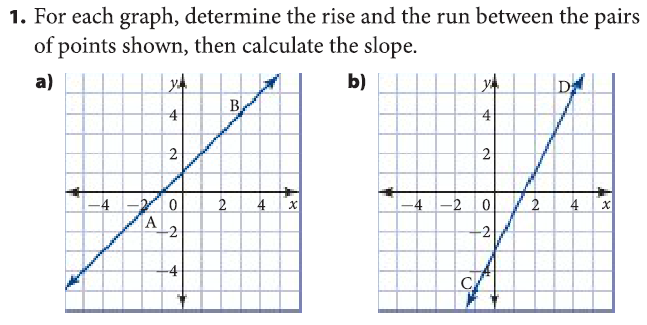 1. For each graph, determine the rise and the run between the pairs
of points shown, then calculate the slope.
a)
y
4
B
2
−4 −2 0 2 4 x
A
−2
−4
b)
y
D
4
2
−4 −2 0 2 4 x
−2
−4
C